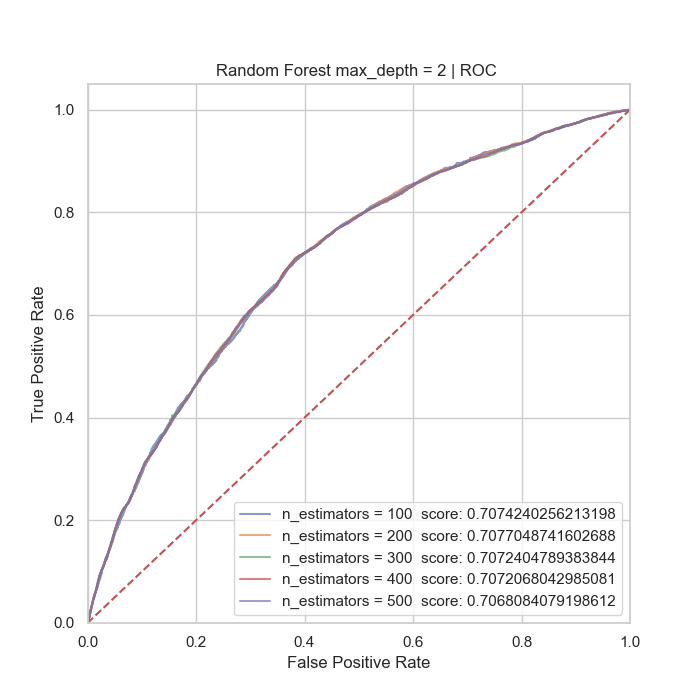 Random Forest max_depth = 2 | ROC
1.0
0.8
0.6
0.4
0.2
0.0
True Positive Rate
n_estimators = 100  score: 0.7074240256213198
n_estimators = 200  score: 0.7077048741602688
n_estimators = 300  score: 0.7072404789383844
n_estimators = 400  score: 0.7072068042985081
n_estimators = 500  score: 0.7068084079198612
0.0 0.2 0.4 0.6 0.8 1.0
False Positive Rate